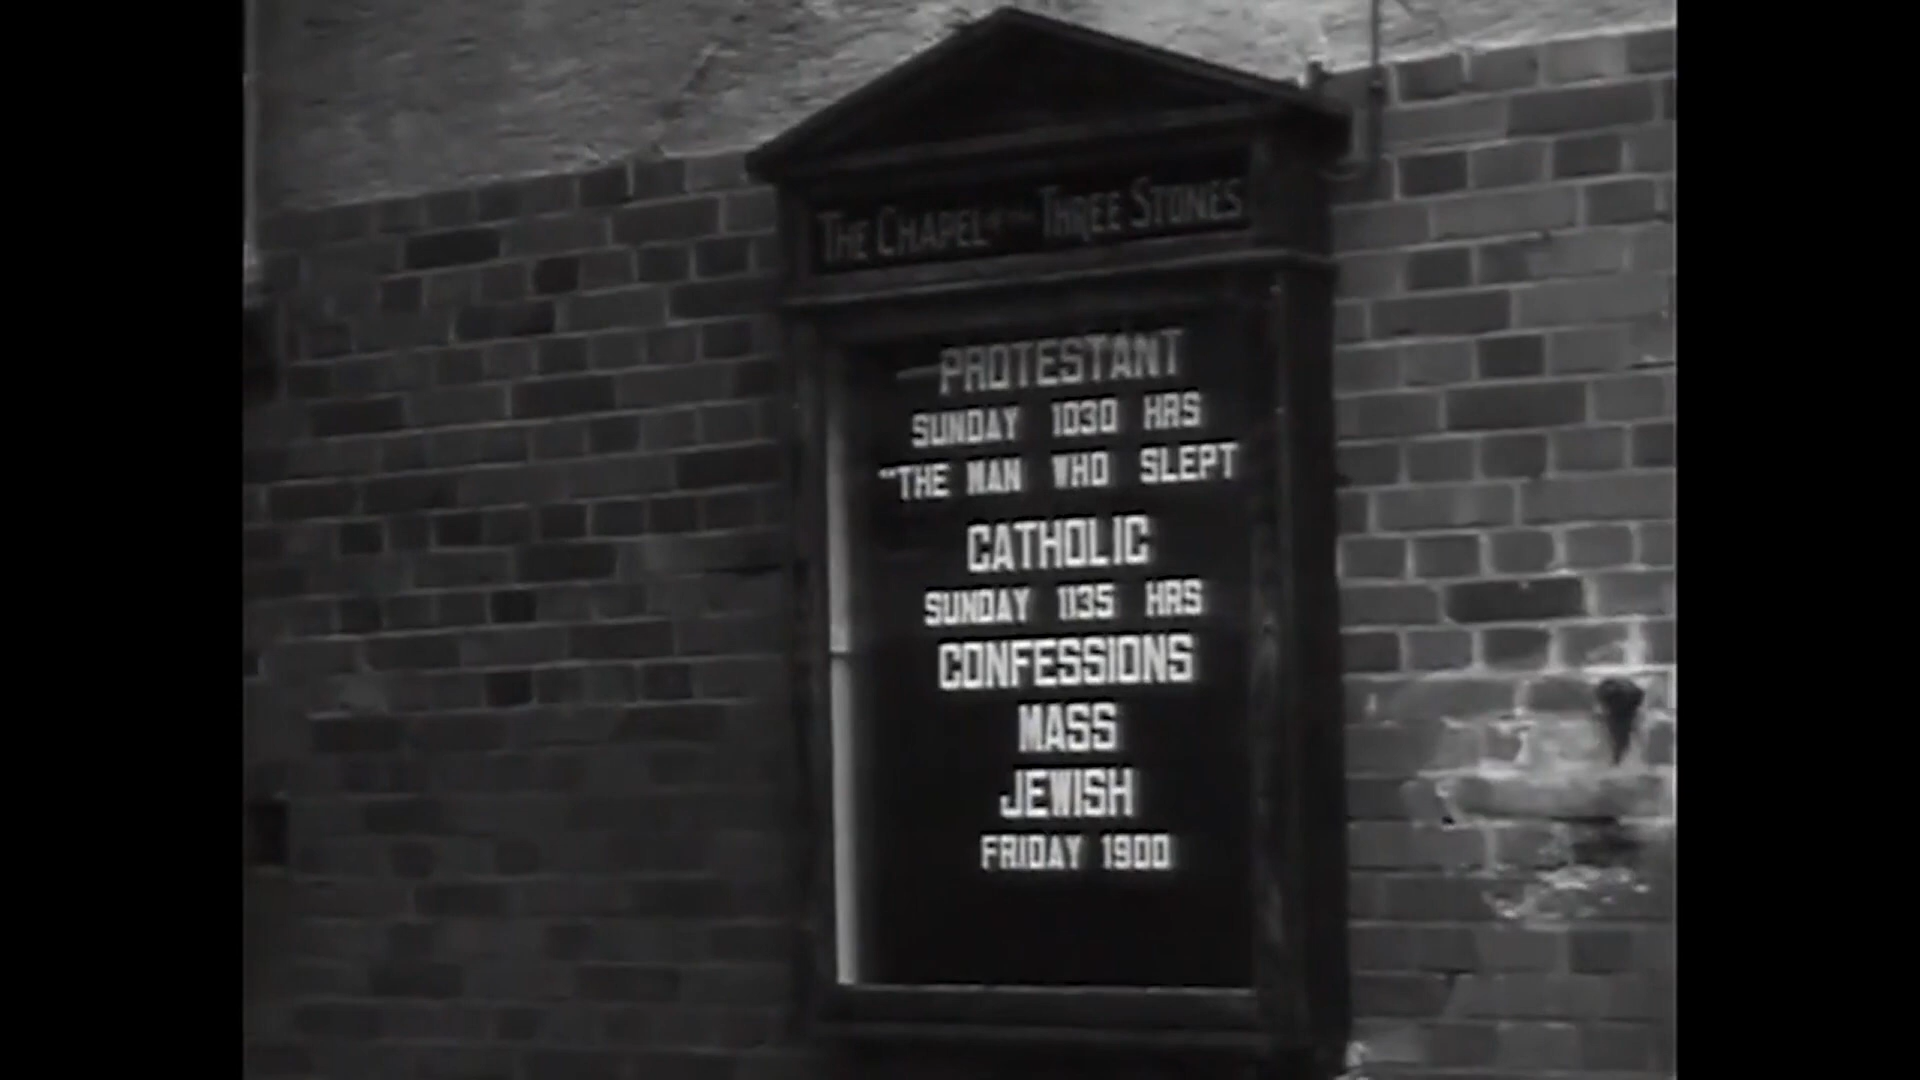 THE CHAPEL OF THE THREE STONES
PROTESTANT
SUNDAY 1030 HRS
"THE MAN WHO SLEPT
CATHOLIC
SUNDAY 1135 HRS
CONFESSIONS
MASS
JEWISH
FRIDAY 1900